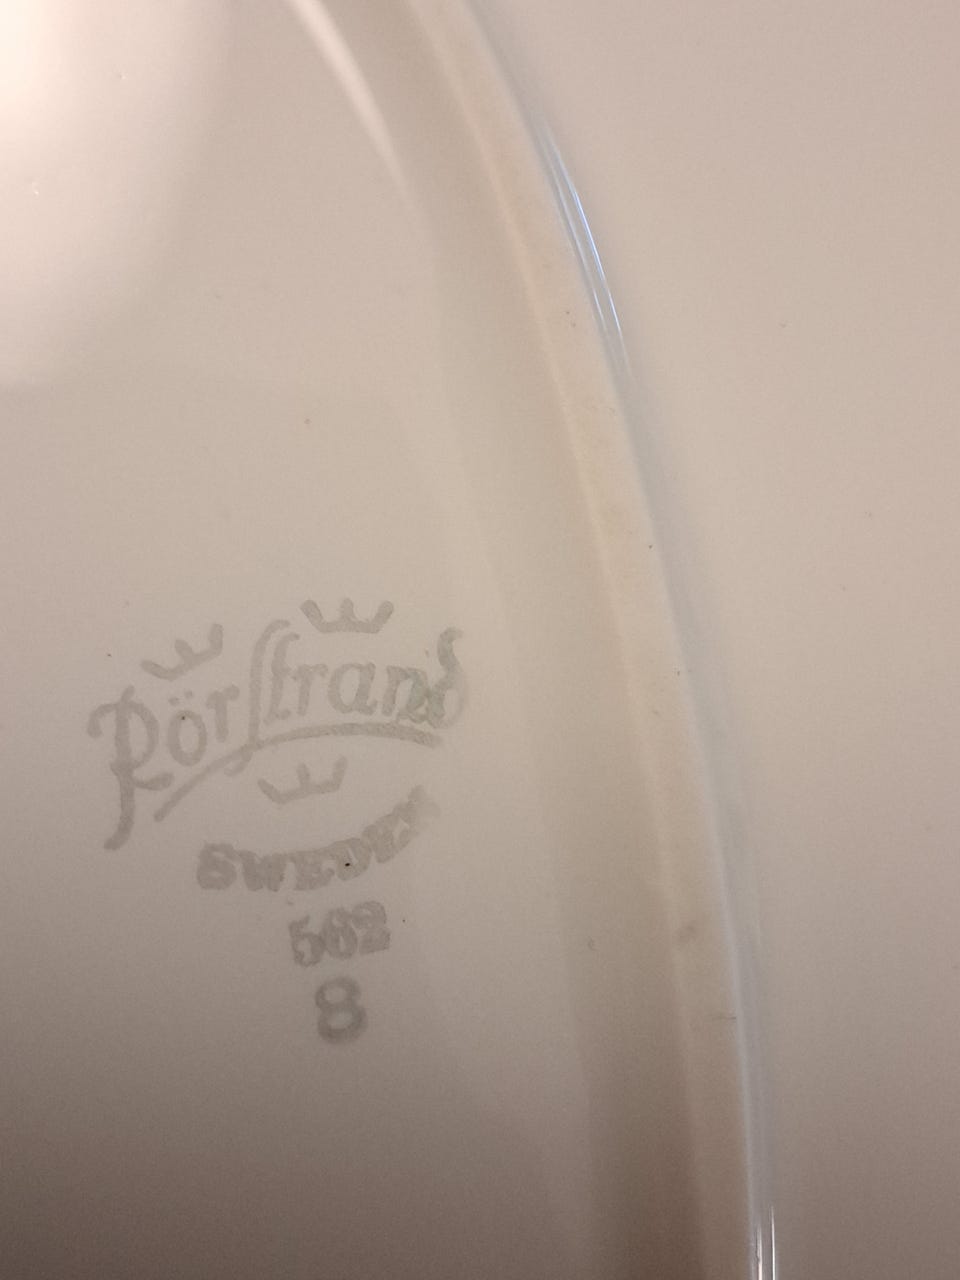 Rörstrand
SWEDEN
562
8